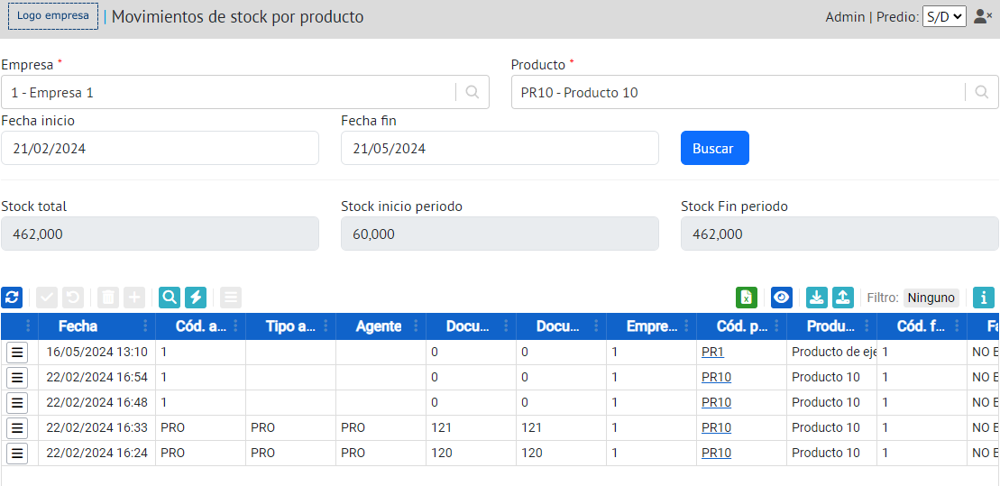 Logo empresa | Movimientos de stock por producto Admin | Predio: S/D
Empresa * Producto *
1 - Empresa 1 PR10 - Producto 10
Fecha inicio Fecha fin
21/02/2024 21/05/2024 Buscar
Stock total Stock inicio periodo Stock Fin periodo
462,000 60,000 462,000
Filtro: Ninguno
Fecha Cód. a... Tipo a... Agente Docu... Docu... Empre... Cód. p... Produ... Cód. f... Fa
16/05/2024 13:10 1 0 0 1 PR1 Producto de eje 1 NO E
22/02/2024 16:54 1 0 0 1 PR10 Producto 10 1 NO E
22/02/2024 16:48 1 0 0 1 PR10 Producto 10 1 NO E
22/02/2024 16:33 PRO PRO PRO 121 121 1 PR10 Producto 10 1 NO E
22/02/2024 16:24 PRO PRO PRO 120 120 1 PR10 Producto 10 1 NO E